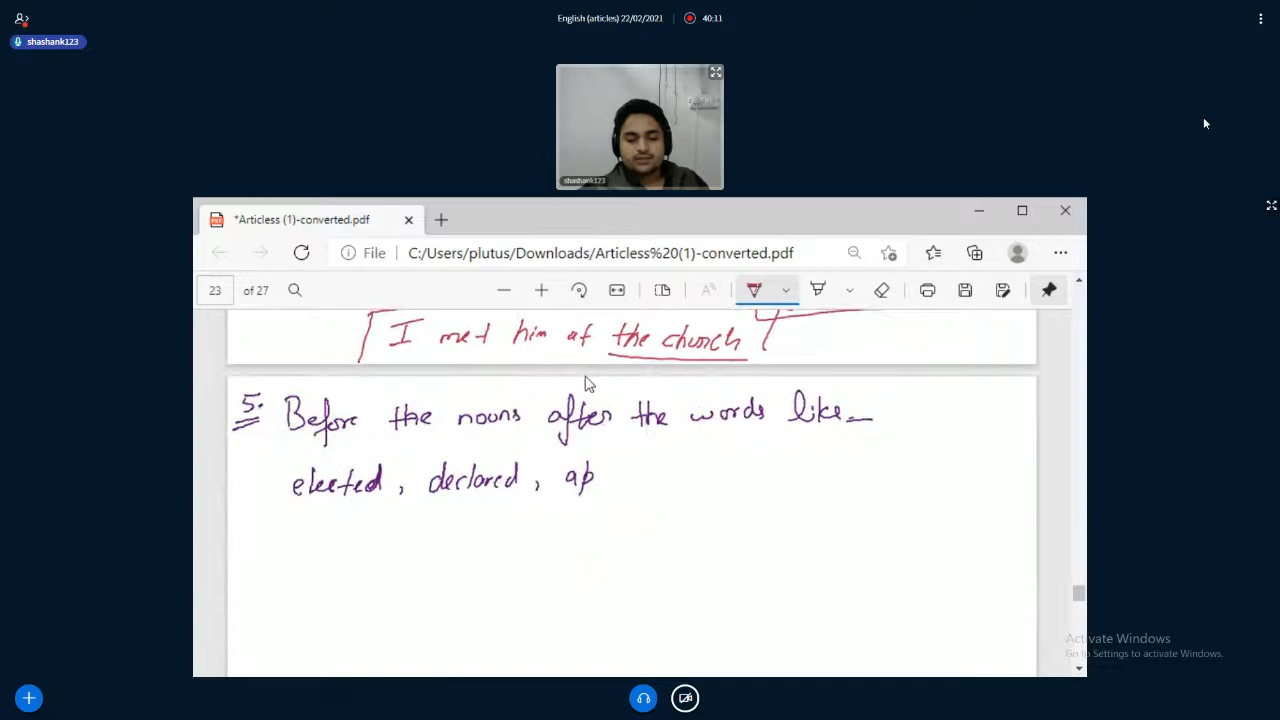 English (articles) 22/02/2021 40:11
shashank123
shashank123
*Articless (1)-converted.pdf
File C:/Users/plutus/Downloads/Articless%20(1)-converted.pdf
23 of 27
I met him at the church
5. Before the nouns after the words like_
elected, declared, ap
Activate Windows
Go to Settings to activate Windows.